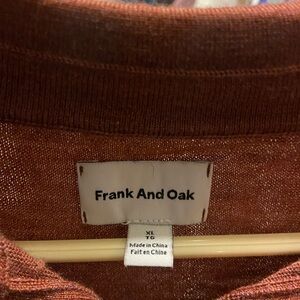 Frank And Oak
XL
TG
Made in China
Fait en Chine